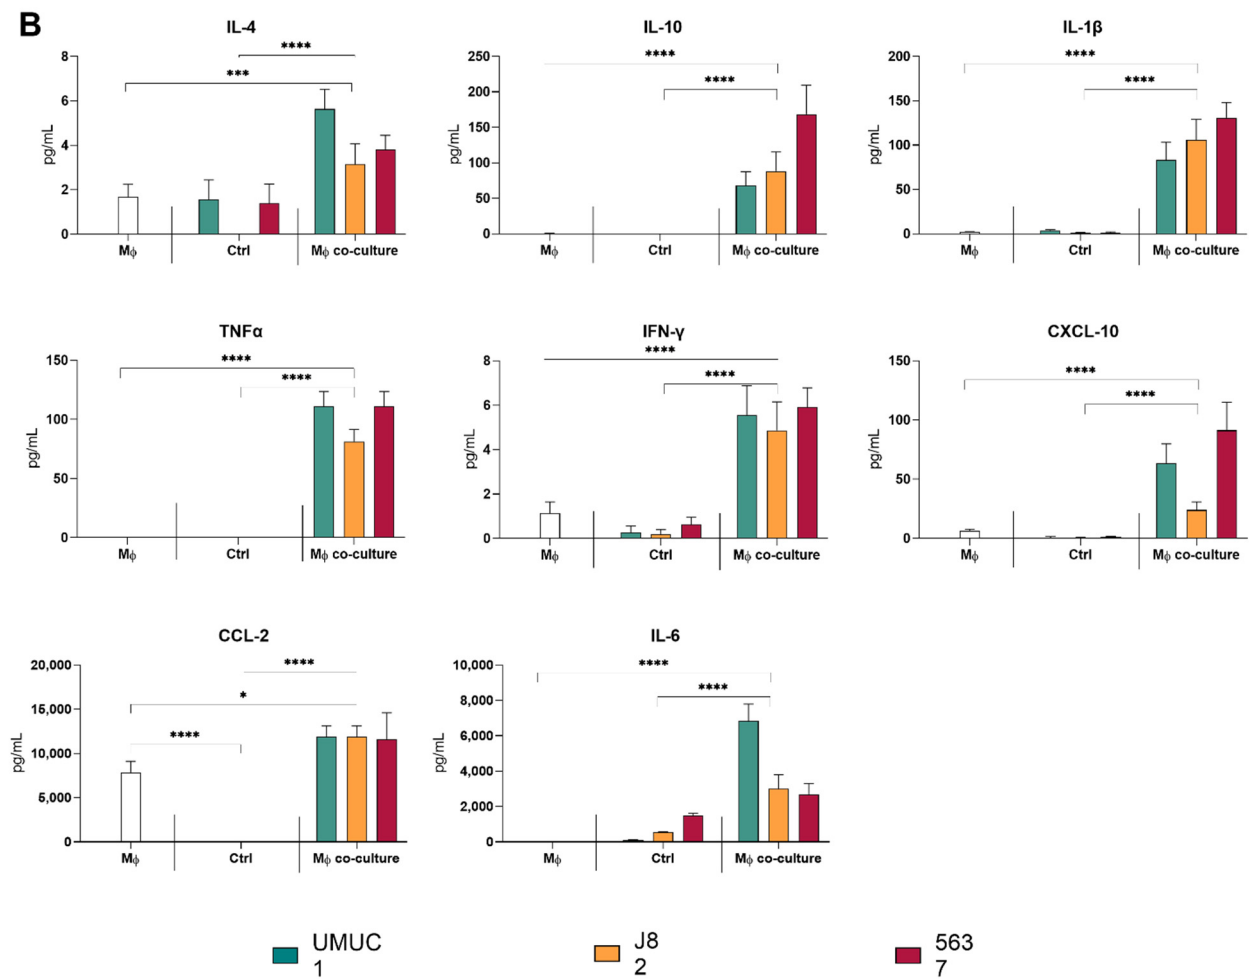 B
IL-4
IL-10
IL-1β
8
6
4
2
0
pg/mL
****
***
Mϕ
Ctrl
Mϕ co-culture
250
200
150
100
50
0
pg/mL
****
****
Mϕ
Ctrl
Mϕ co-culture
200
150
100
50
0
pg/mL
****
****
Mϕ
Ctrl
Mϕ co-culture
TNFα
IFN-γ
CXCL-10
150
100
50
0
pg/mL
****
****
Mϕ
Ctrl
Mϕ co-culture
8
6
4
2
0
pg/mL
****
****
Mϕ
Ctrl
Mϕ co-culture
150
100
50
0
pg/mL
****
****
Mϕ
Ctrl
Mϕ co-culture
CCL-2
IL-6
20,000
15,000
10,000
5,000
0
pg/mL
****
*
****
Mϕ
Ctrl
Mϕ co-culture
10,000
8,000
6,000
4,000
2,000
0
pg/mL
****
****
Mϕ
Ctrl
Mϕ co-culture
UMUC
1
J8
2
563
7